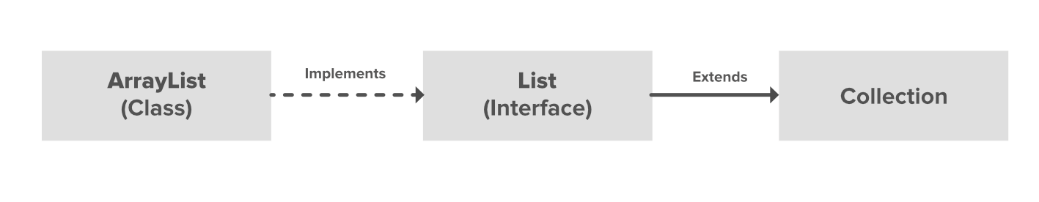 ArrayList
(Class)
Implements
List
(Interface)
Extends
Collection